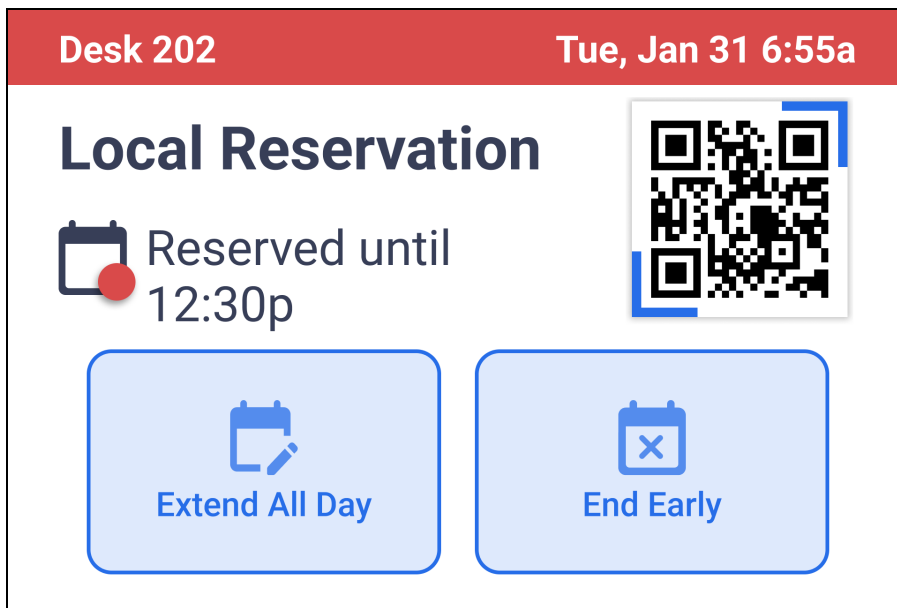 Desk 202
Tue, Jan 31 6:55a
Local Reservation
Reserved until
12:30p
Extend All Day
End Early